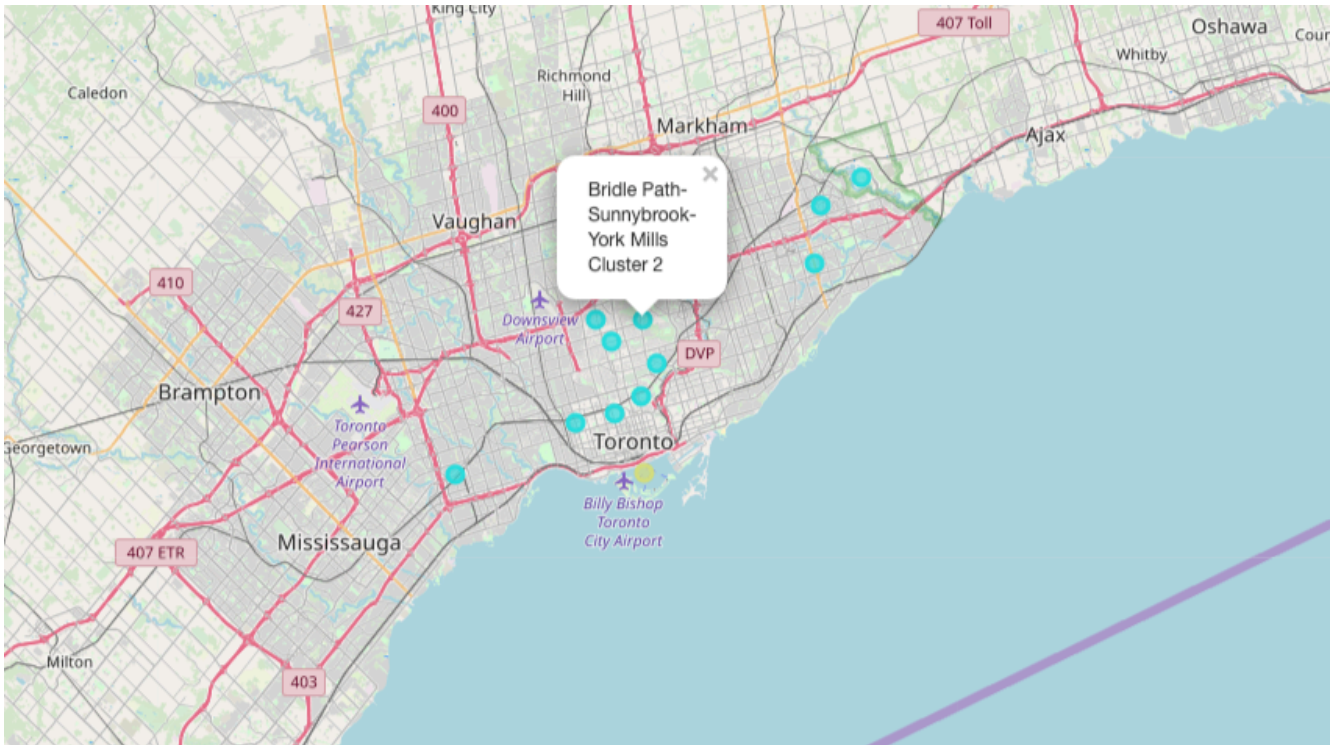 King City
407 Toll
Oshawa
Whitby
Caledon
Richmond
Hill
400
Markham
Ajax
Bridle Path-
Sunnybrook-
York Mills
Cluster 2
×
Vaughan
410
427
Downsview
Airport
DVP
Brampton
Toronto
Pearson
International
Airport
Georgetown
Toronto
Billy Bishop
Toronto
City Airport
Mississauga
407 ETR
Milton
403